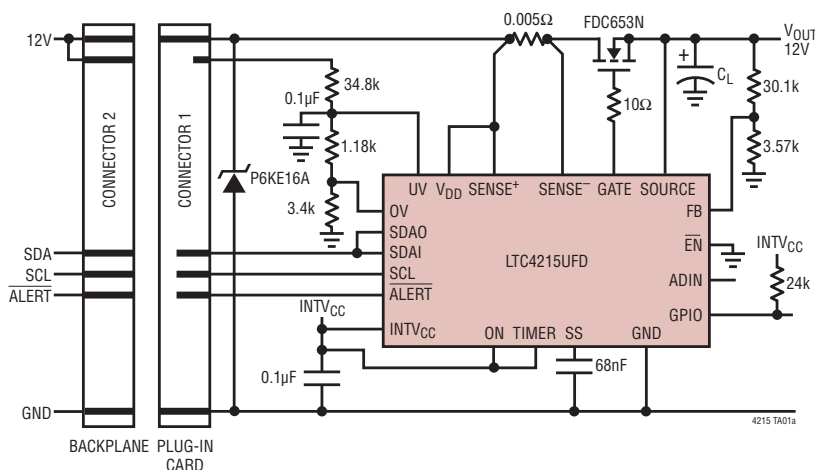 0.005Ω
FDC653N
12V
V_OUT
12V
34.8k
0.1µF
+
C_L
30.1k
10Ω
1.18k
3.57k
CONNECTOR 2
CONNECTOR 1
P6KE16A
3.4k
UV V_DD SENSE⁺ SENSE⁻ GATE SOURCE
OV
FB
SDAO
SDA
SDAI
EN
INTV_CC
SCL
SCL
LTC4215UFD
ADIN
ALERT
ALERT
24k
GPIO
INTV_CC
INTV_CC
ON TIMER SS GND
0.1µF
68nF
GND
4215 TA01a
BACKPLANE PLUG-IN
CARD